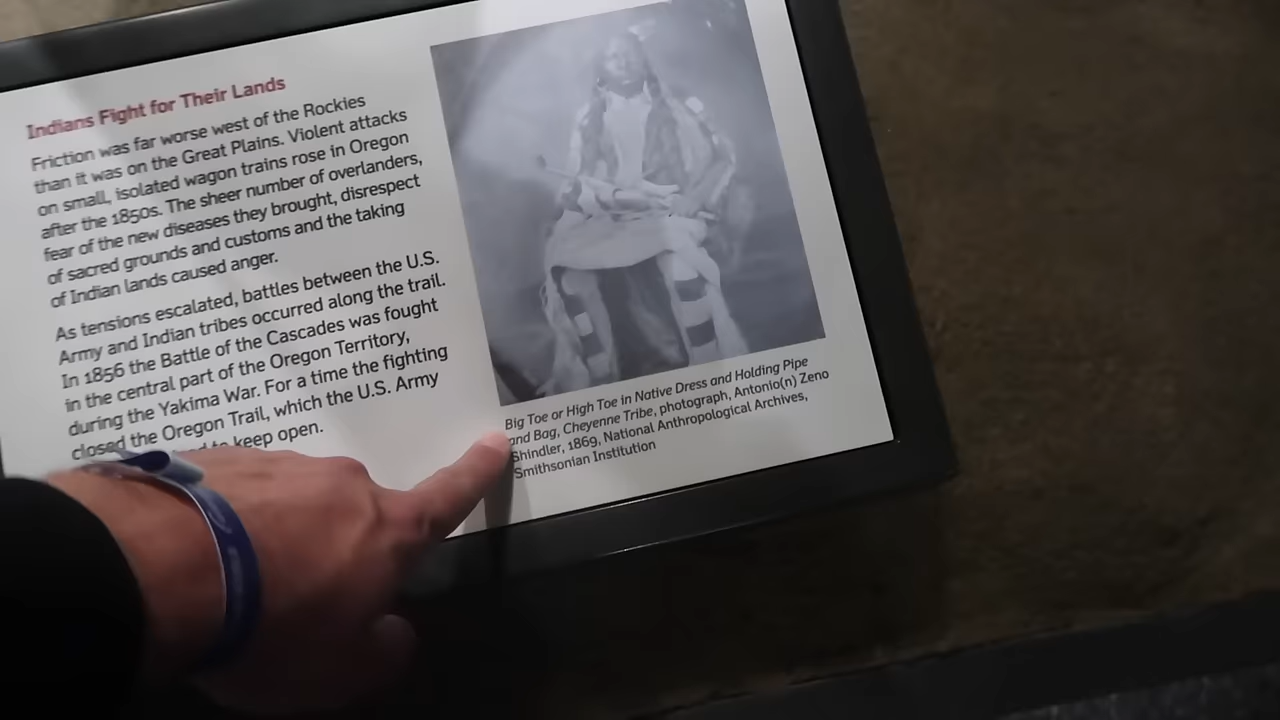 Indians Fight for Their Lands
Friction was far worse west of the Rockies
than it was on the Great Plains. Violent attacks
on small, isolated wagon trains rose in Oregon
after the 1850s. The sheer number of overlanders,
fear of the new diseases they brought, disrespect
of sacred grounds and customs and the taking
of Indian lands caused anger.
As tensions escalated, battles between the U.S.
Army and Indian tribes occurred along the trail.
In 1856 the Battle of the Cascades was fought
in the central part of the Oregon Territory,
during the Yakima War. For a time the fighting
closed the Oregon Trail, which the U.S. Army
to keep open.
Big Toe or High Toe in Native Dress and Holding Pipe
and Bag, Cheyenne Tribe, photograph, Antonio(n) Zeno
Shindler, 1869, National Anthropological Archives,
Smithsonian Institution